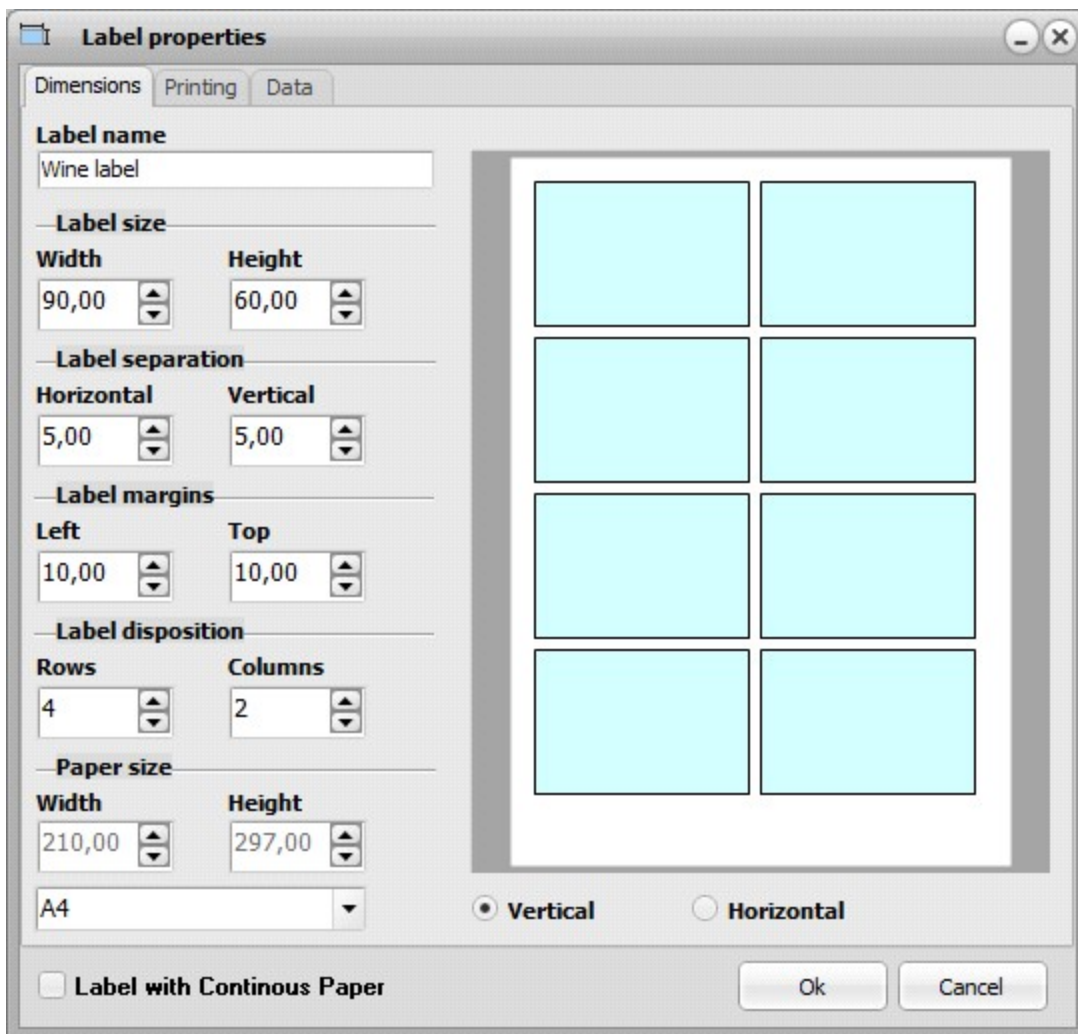 Label properties
Dimensions Printing Data
Label name
Wine label
Label size
Width Height
90,00 60,00
Label separation
Horizontal Vertical
5,00 5,00
Label margins
Left Top
10,00 10,00
Label disposition
Rows Columns
4 2
Paper size
Width Height
210,00 297,00
A4
Vertical Horizontal
Label with Continous Paper Ok Cancel